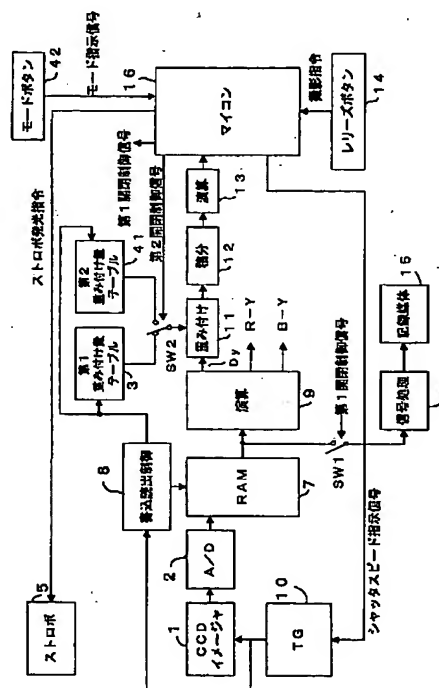 ストロボ
5
ストロボ発光指令
モードボタン
42
モード指示信号
書込読出制御
8
第1
重み付け量
テーブル
3
第2
重み付け量
テーブル
41
第1開閉制御信号
第2開閉制御信号
SW2
マイコン
16
CCD
イメージャ
1
A/D
2
RAM
7
演算
9
Dy
重み付け
11
積分
12
演算
13
R-Y
B-Y
撮影指令
レリーズボタン
14
TG
10
SW1
第1開閉制御信号
信号処理
記録媒体
15
シャッタスピード指示信号